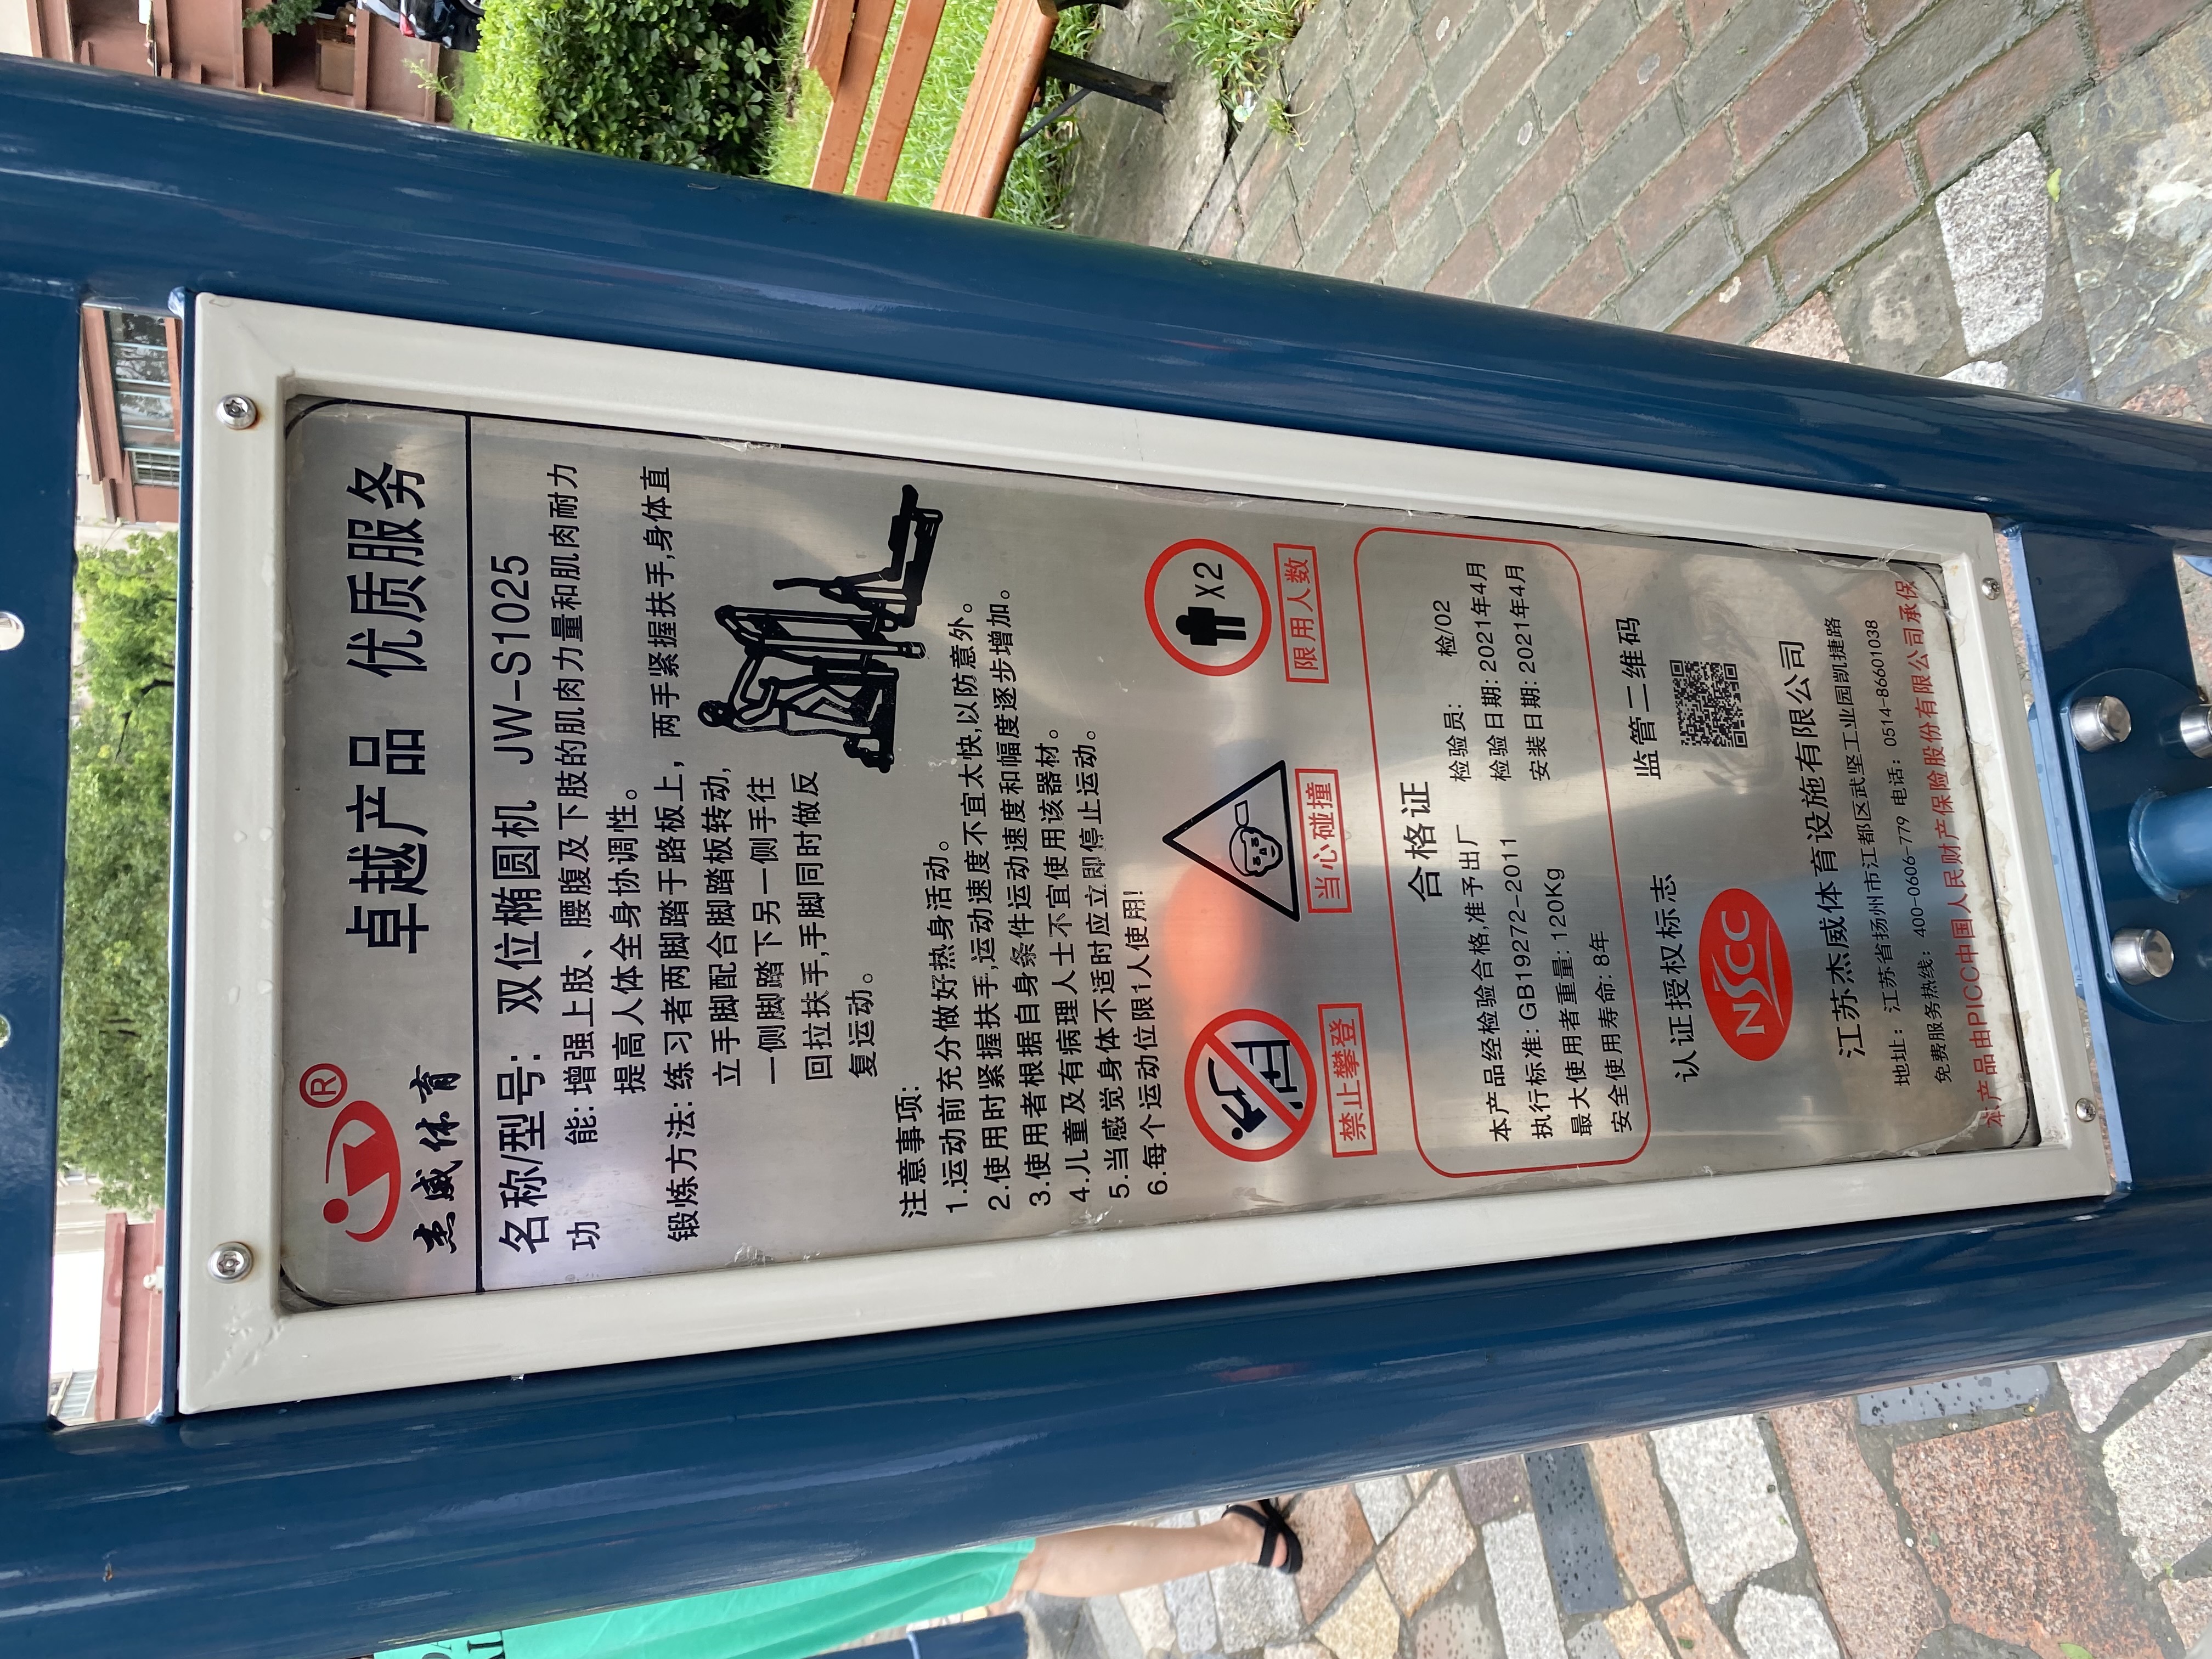 R
杰威体育
卓越产品 优质服务
名称/型号：双位椭圆机 JW-S1025
功 能：增强上肢、腰腹及下肢的肌肉力量和肌肉耐力
提高人体全身协调性。
锻炼方法：练习者两脚踏于路板上，两手紧握扶手,身体直
立手脚配合脚踏板转动,
一侧脚踏下另一侧手往
回拉扶手,手脚同时做反
复运动。
注意事项：
1.运动前充分做好热身活动。
2.使用时紧握扶手,运动速度不宜太快,以防意外。
3.使用者根据自身条件运动速度和幅度逐步增加。
4.儿童及有病理人士不宜使用该器材。
5.当感觉身体不适时应立即停止运动。
6.每个运动位限1人使用!
X2
禁止攀登
当心碰撞
限用人数
合格证
本产品经检验合格,准予出厂
执行标准：GB19272-2011
最大使用者重量：120Kg
安全使用寿命：8年
检验员： 检/02
检验日期：2021年4月
安装日期：2021年4月
认证授权标志
NSCC
监管二维码
江苏杰威体育设施有限公司
地址： 江苏省扬州市江都区武坚工业园凯捷路
免费服务热线： 400-0606-779 电话： 0514-86601038
本产品由PICC中国人民财产保险股份有限公司承保